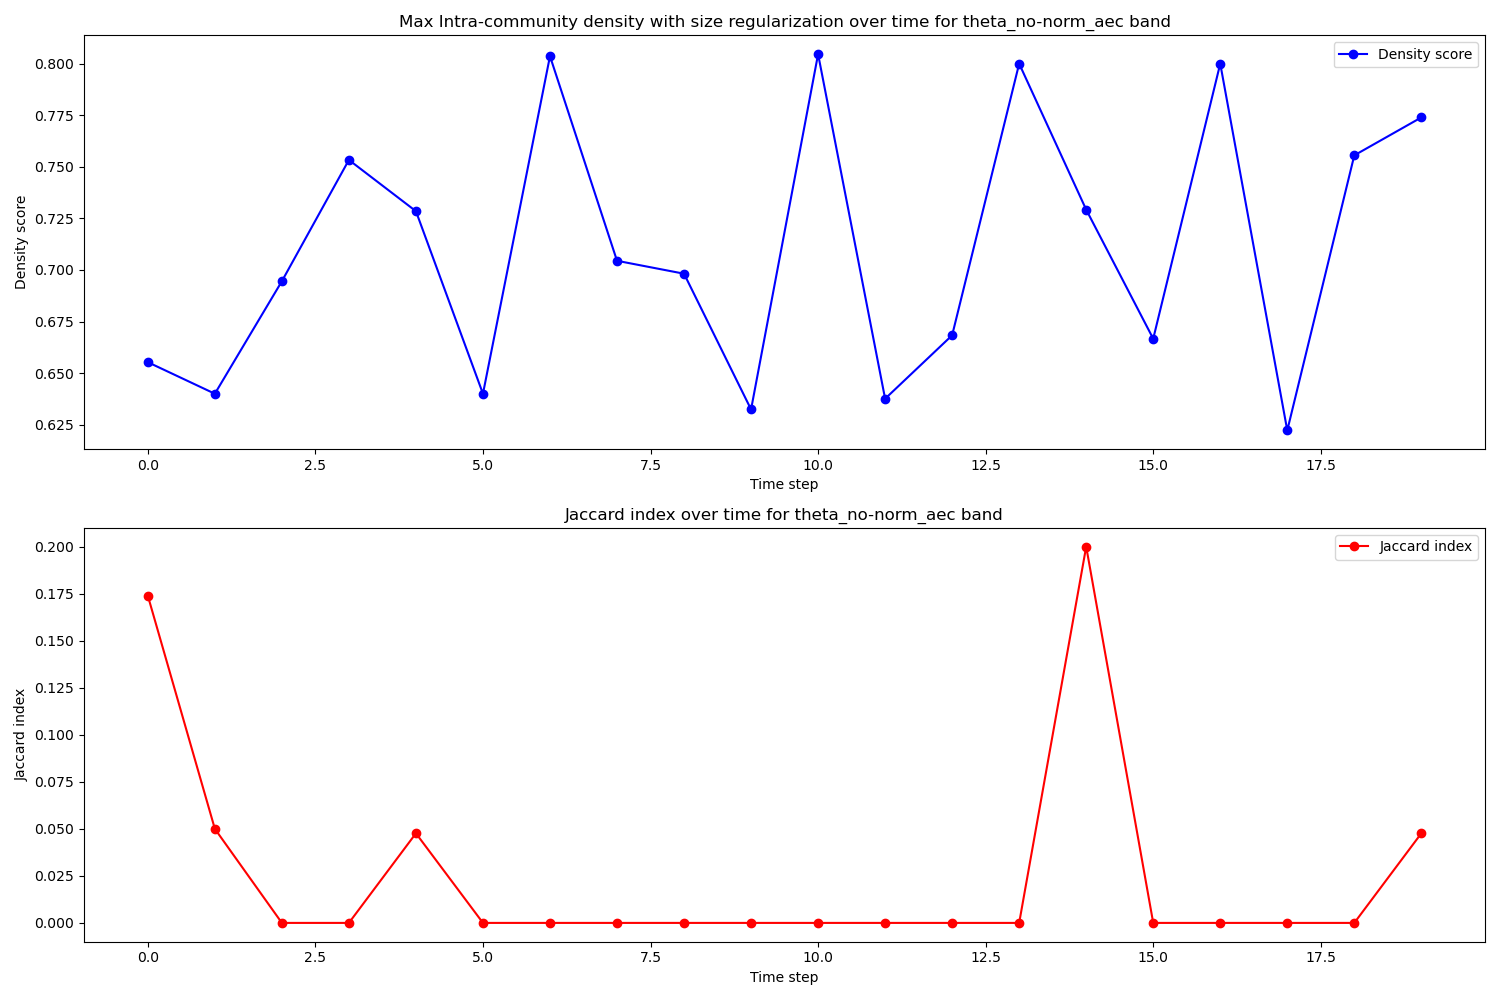 Max Intra-community density with size regularization over time for theta_no-norm_aec band
Density score
0.800
0.775
0.750
0.725
0.700
0.675
0.650
0.625
Density score
0.0 2.5 5.0 7.5 10.0 12.5 15.0 17.5
Time step
Jaccard index over time for theta_no-norm_aec band
Jaccard index
0.200
0.175
0.150
0.125
0.100
0.075
0.050
0.025
0.000
Jaccard index
0.0 2.5 5.0 7.5 10.0 12.5 15.0 17.5
Time step